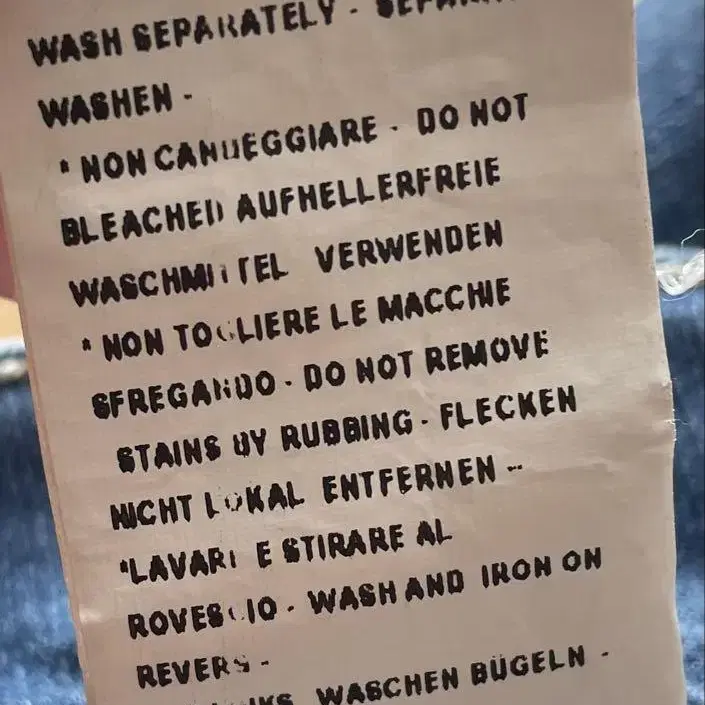 WASH SEPARATELY -
WASHEN -
* NON CANDEGGIARE - DO NOT
BLEACHED AUFHELLERFREIE
WASCHMITTEL VERWENDEN
* NON TOGLIERE LE MACCHIE
SFREGANDO - DO NOT REMOVE
STAINS BY RUBBING - FLECKEN
NICHT LOKAL ENTFERNEN -
*LAVARE E STIRARE AL
ROVESCIO - WASH AND IRON ON
REVERS -
WASCHEN BÜGELN -